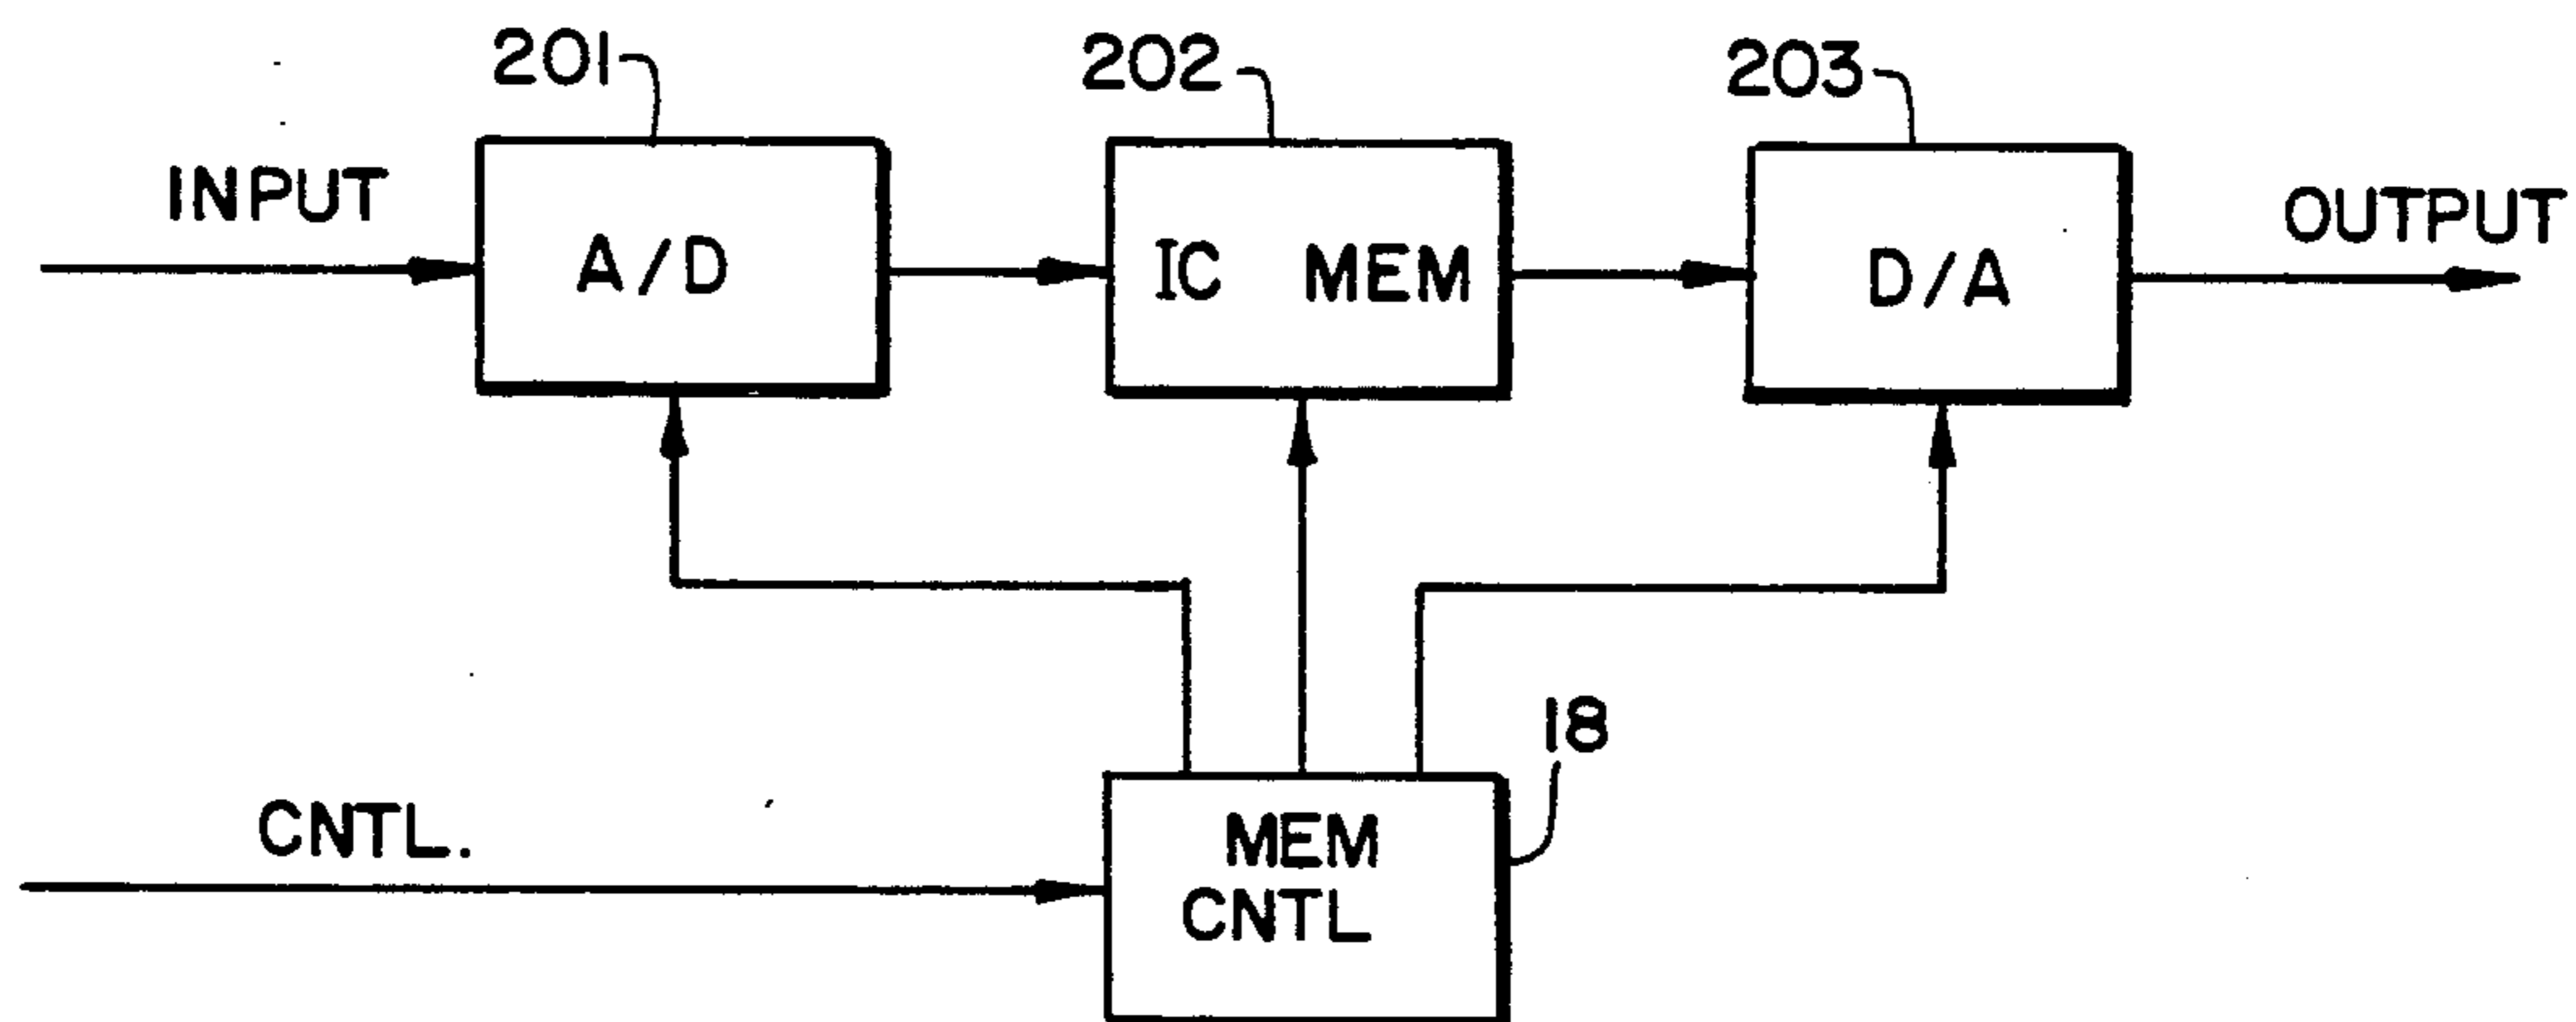 201
202
203
INPUT
A/D
IC MEM
D/A
OUTPUT
18
CNTL.
MEM
CNTL